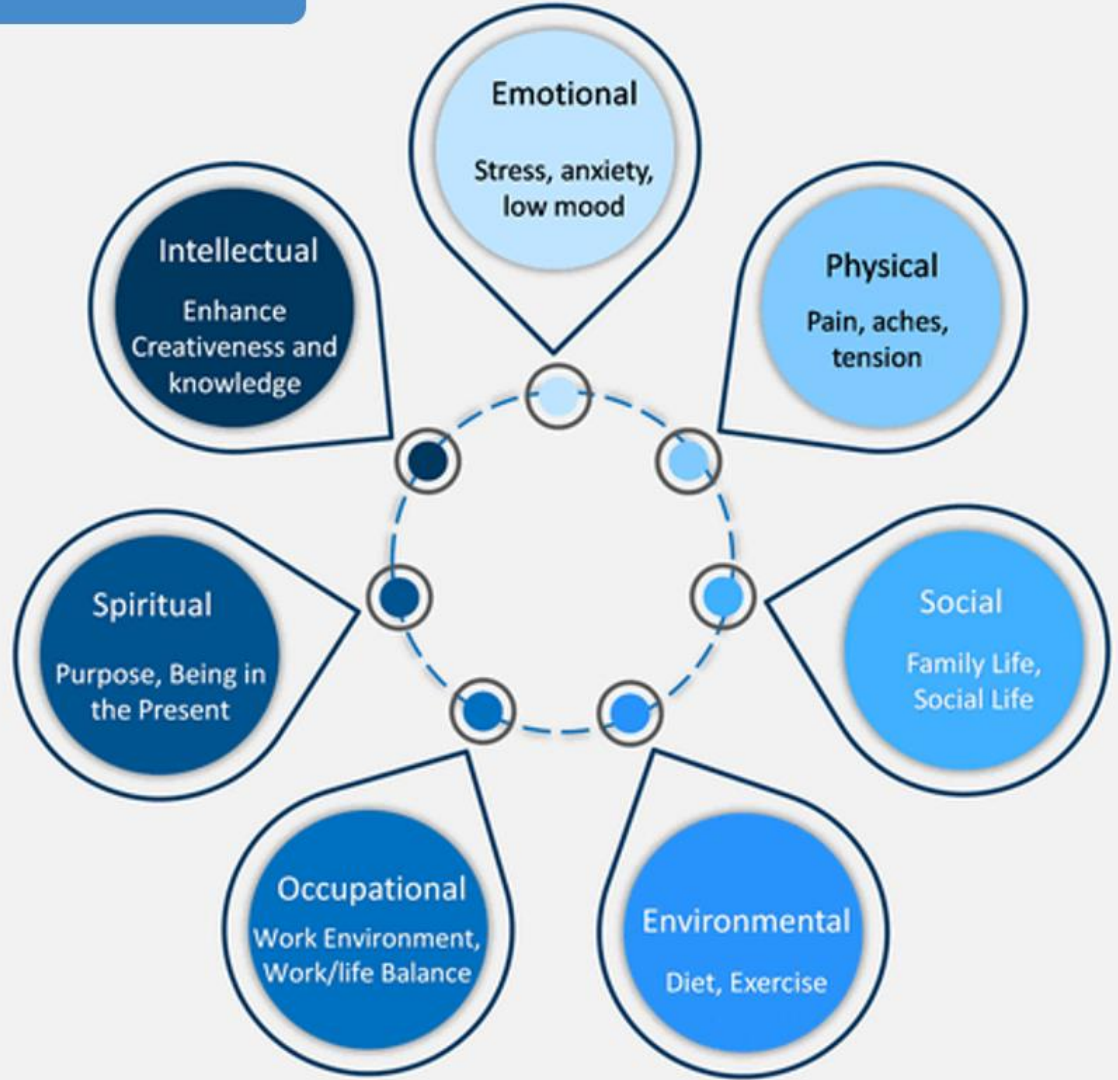 Emotional
Stress, anxiety,
low mood
Physical
Pain, aches,
tension
Social
Family Life,
Social Life
Environmental
Diet, Exercise
Occupational
Work Environment,
Work/life Balance
Spiritual
Purpose, Being in
the Present
Intellectual
Enhance
Creativeness and
knowledge